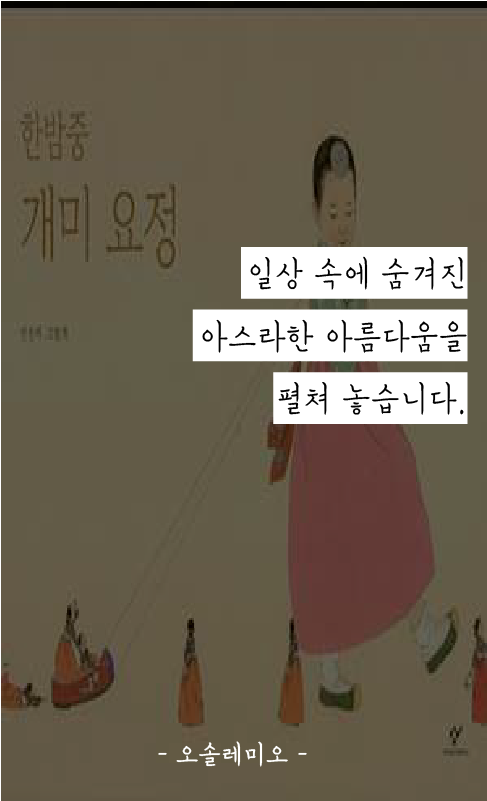 한밤중
개미 요정
일상 속에 숨겨진
아스라한 아름다움을
펼쳐 놓습니다.
- 오솔레미오 -